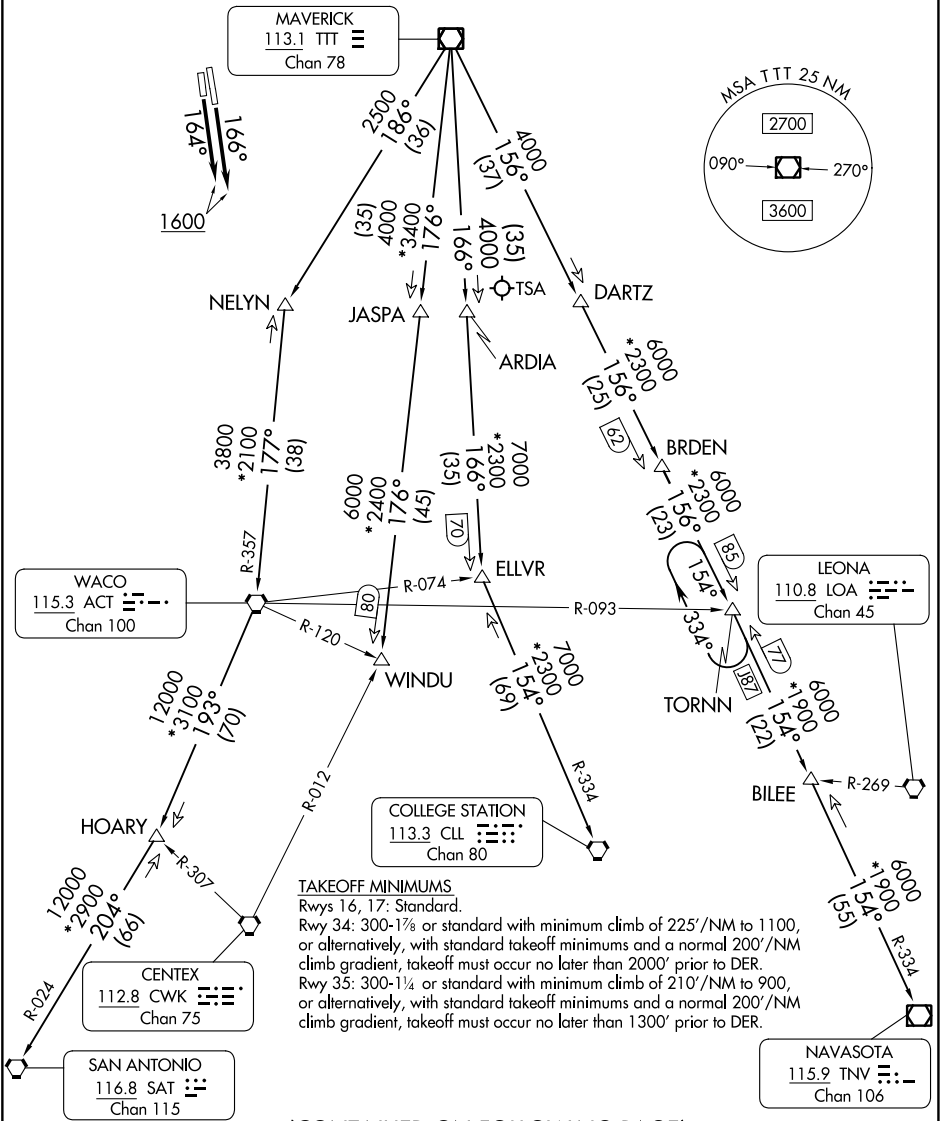 MAVERICK
113.1 TTT
Chan 78
MSA TTT 25 NM
2700
090°
270°
3600
164°
166°
1600
2500
186°
(36)
(35)
4000
*3400
176°
(35)
4000
166°
4000
156°
(37)
TSA
NELYN
JASPA
ARDIA
DARTZ
3800
*2100
177°
(38)
R-357
6000
*2400
176°
(45)
80
7000
*2300
166°
(35)
70
6000
*2300
156°
(25)
62
BRDEN
6000
*2300
156°
(23)
85
WACO
115.3 ACT
Chan 100
R-074
ELLVR
R-093
R-120
WINDU
154°
334°
J87
77
TORNN
LEONA
110.8 LOA
Chan 45
12000
*3100
193°
(70)
R-012
7000
*2300
154°
(69)
R-334
6000
*1900
154°
(22)
BILEE
R-269
HOARY
R-307
COLLEGE STATION
113.3 CLL
Chan 80
12000
*2900
204°
(66)
R-024
6000
*1900
154°
(55)
R-334
CENTEX
112.8 CWK
Chan 75
TAKEOFF MINIMUMS
Rwys 16, 17: Standard.
Rwy 34: 300-1⅞ or standard with minimum climb of 225'/NM to 1100,
or alternatively, with standard takeoff minimums and a normal 200'/NM
climb gradient, takeoff must occur no later than 2000' prior to DER.
Rwy 35: 300-1¼ or standard with minimum climb of 210'/NM to 900,
or alternatively, with standard takeoff minimums and a normal 200'/NM
climb gradient, takeoff must occur no later than 1300' prior to DER.
SAN ANTONIO
116.8 SAT
Chan 115
NAVASOTA
115.9 TNV
Chan 106